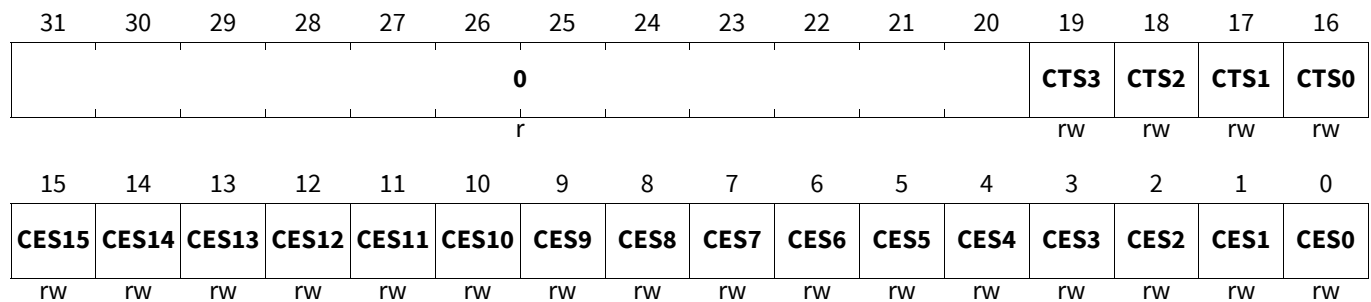 31 30 29 28 27 26 25 24 23 22 21 20 19 18 17 16
0 CTS3 CTS2 CTS1 CTS0
r rw rw rw rw
15 14 13 12 11 10 9 8 7 6 5 4 3 2 1 0
CES15 CES14 CES13 CES12 CES11 CES10 CES9 CES8 CES7 CES6 CES5 CES4 CES3 CES2 CES1 CES0
rw rw rw rw rw rw rw rw rw rw rw rw rw rw rw rw